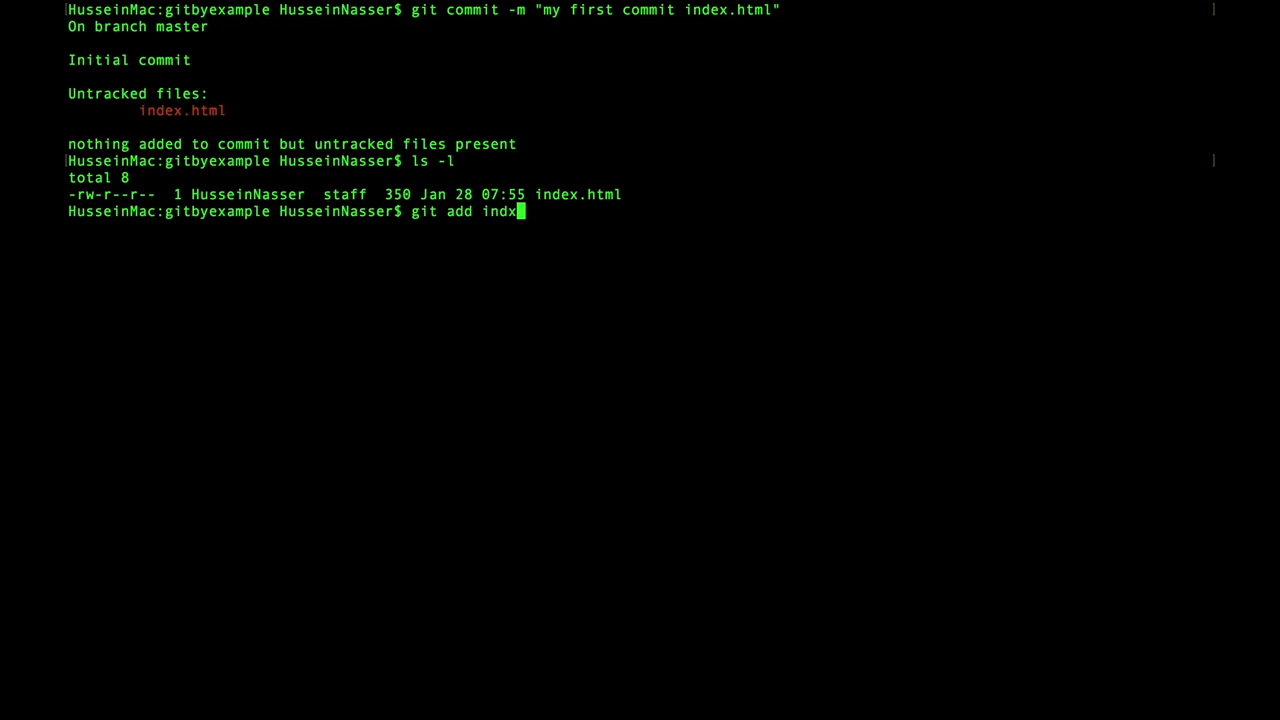 HusseinMac:gitbyexample HusseinNasser$ git commit -m "my first commit index.html"
On branch master
Initial commit
Untracked files:
index.html
nothing added to commit but untracked files present
HusseinMac:gitbyexample HusseinNasser$ ls -l
total 8
-rw-r--r--  1 HusseinNasser  staff  350 Jan 28 07:55 index.html
HusseinMac:gitbyexample HusseinNasser$ git add indx